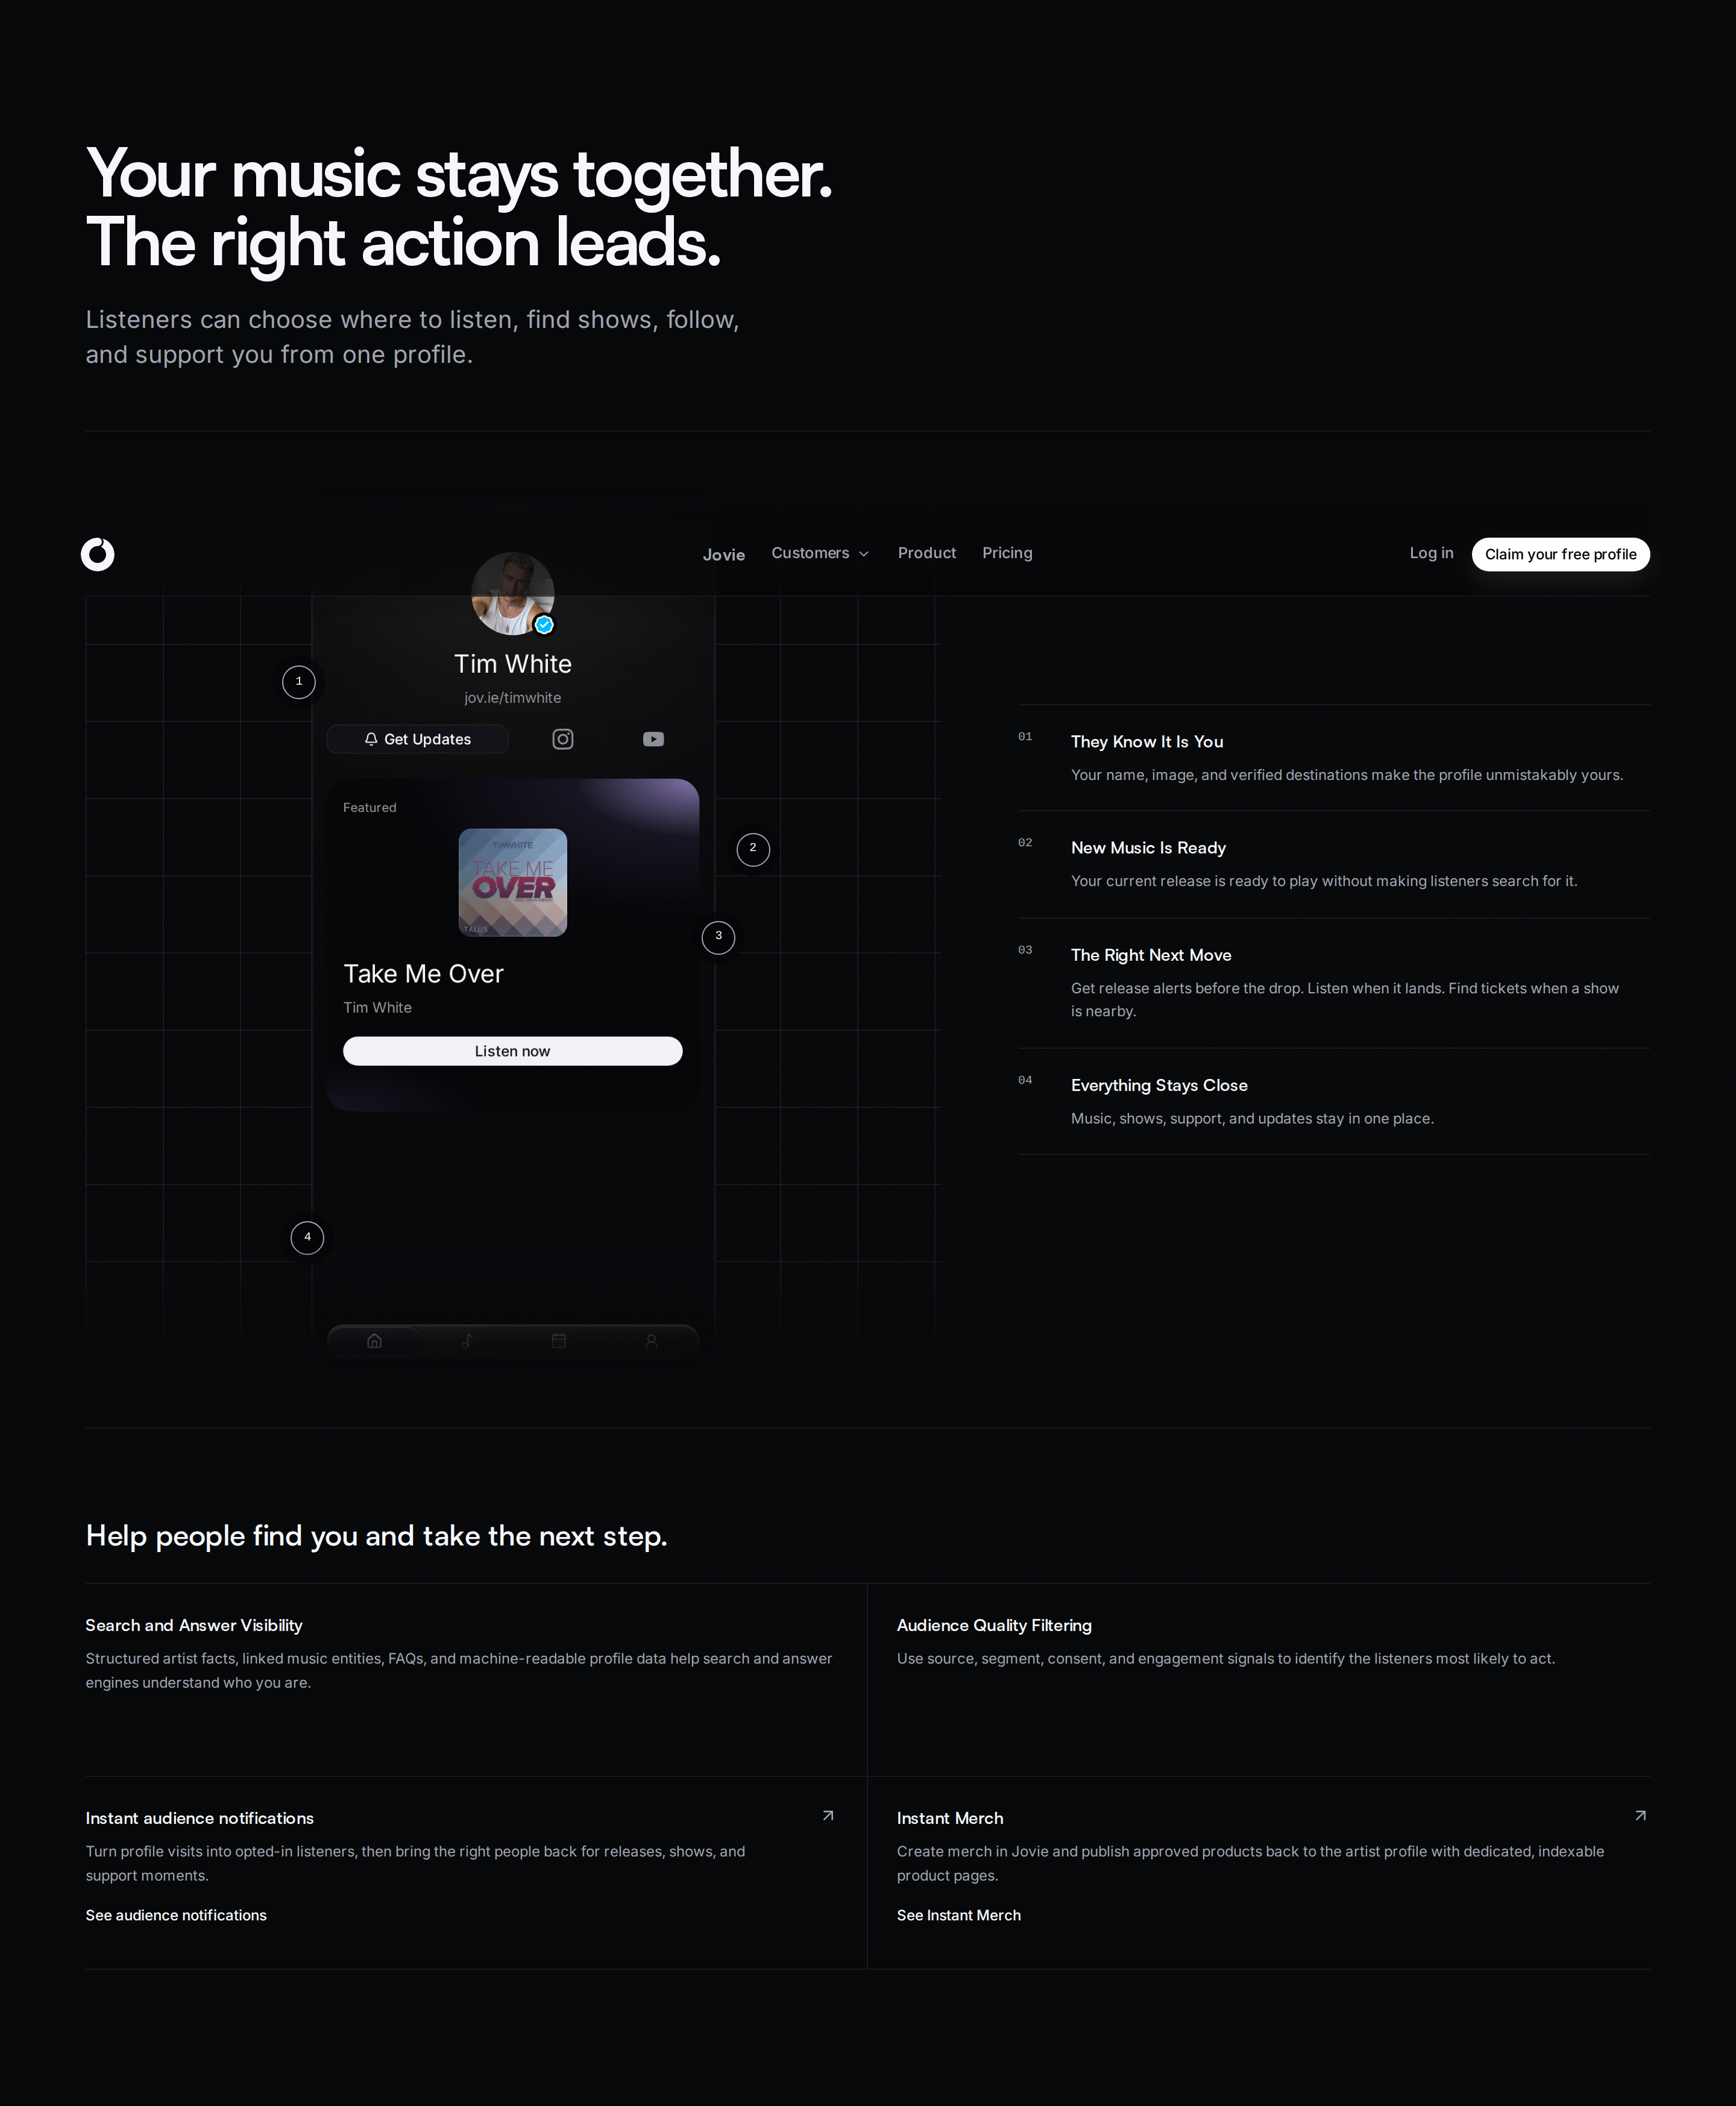 Your music stays together.
The right action leads.
Listeners can choose where to listen, find shows, follow,
and support you from one profile.
Jovie
Customers
Product
Pricing
Log in
Claim your free profile
Tim White
jov.ie/timwhite
Get Updates
1
Featured
TIMWHITE
TAKE ME
OVER
TALUS
2
3
Take Me Over
Tim White
Listen now
4
01
They Know It Is You
Your name, image, and verified destinations make the profile unmistakably yours.
02
New Music Is Ready
Your current release is ready to play without making listeners search for it.
03
The Right Next Move
Get release alerts before the drop. Listen when it lands. Find tickets when a show
is nearby.
04
Everything Stays Close
Music, shows, support, and updates stay in one place.
Help people find you and take the next step.
Search and Answer Visibility
Structured artist facts, linked music entities, FAQs, and machine-readable profile data help search and answer
engines understand who you are.
Audience Quality Filtering
Use source, segment, consent, and engagement signals to identify the listeners most likely to act.
Instant audience notifications
Turn profile visits into opted-in listeners, then bring the right people back for releases, shows, and
support moments.
See audience notifications
Instant Merch
Create merch in Jovie and publish approved products back to the artist profile with dedicated, indexable
product pages.
See Instant Merch